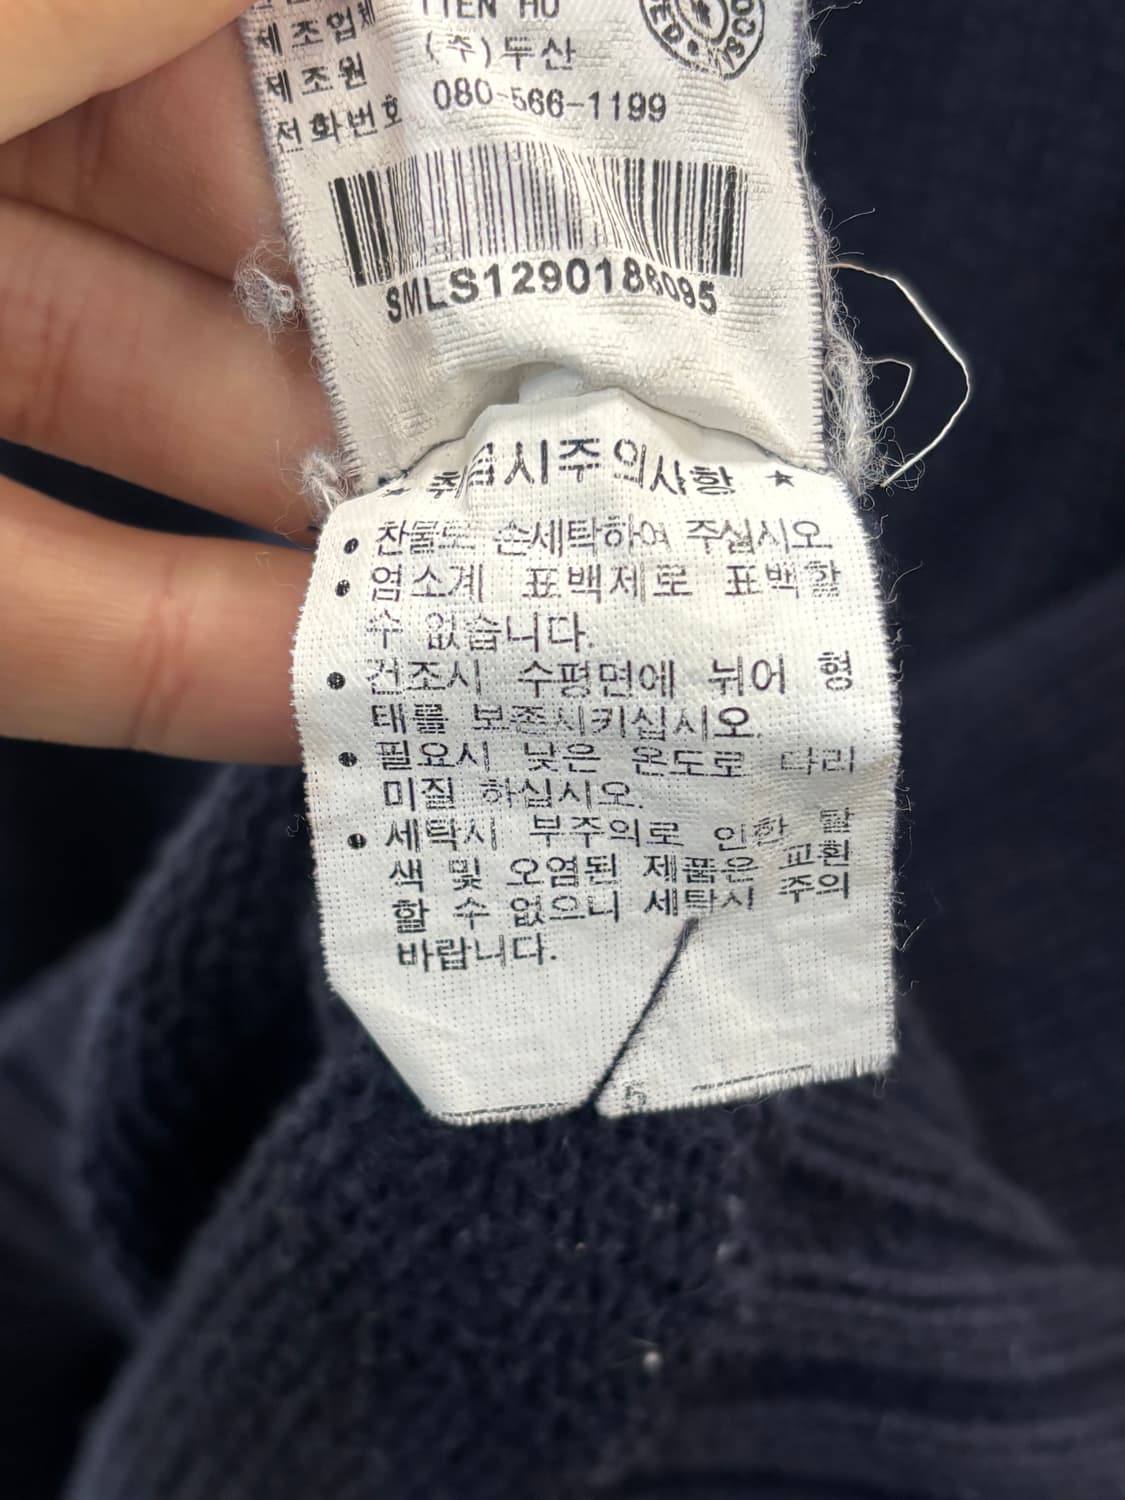 TIEN HU
제조업체 (주)두산
제조원
전화번호 080-566-1199
SMLS1290186095
취급시주의사항 ★
• 찬물로 손세탁하여 주십시오.
• 염소계 표백제로 표백할
수 없습니다.
• 건조시 수평면에 뉘어 형
태를 보존시키십시오.
• 필요시 낮은 온도로 다리
미질 하십시오.
• 세탁시 부주의로 인한 탈
색 및 오염된 제품은 교환
할 수 없으니 세탁시 주의
바랍니다.
5